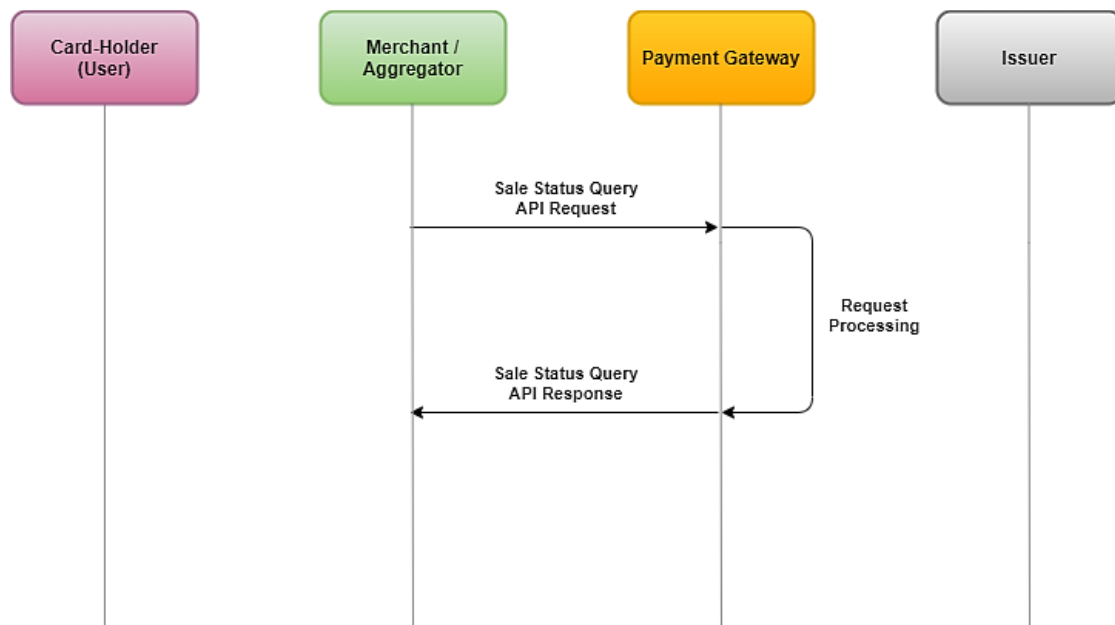 Card-Holder
(User)
Merchant /
Aggregator
Payment Gateway
Issuer
Sale Status Query
API Request
Request
Processing
Sale Status Query
API Response